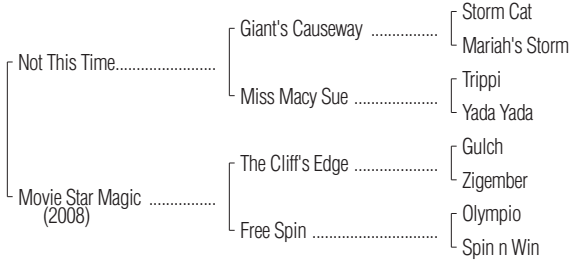 Storm Cat
Giant's Causeway ................
Mariah's Storm
Not This Time.......................
Trippi
Miss Macy Sue ....................
Yada Yada
Gulch
The Cliff's Edge ....................
Zigember
Movie Star Magic ................
(2008)
Olympio
Free Spin ..............................
Spin n Win